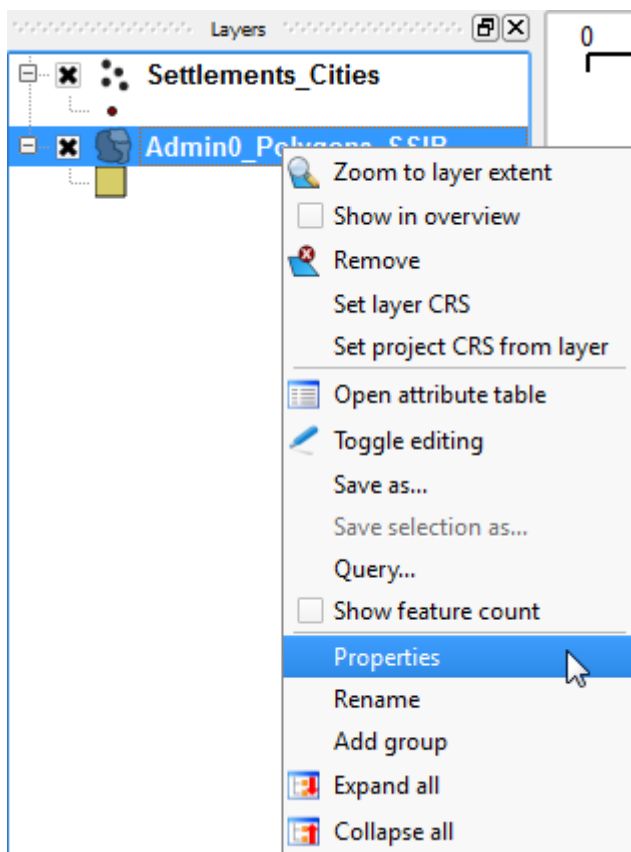 Layers
0
Settlements_Cities
Admin0_Polygons_SSIB
Zoom to layer extent
Show in overview
Remove
Set layer CRS
Set project CRS from layer
Open attribute table
Toggle editing
Save as...
Save selection as...
Query...
Show feature count
Properties
Rename
Add group
Expand all
Collapse all